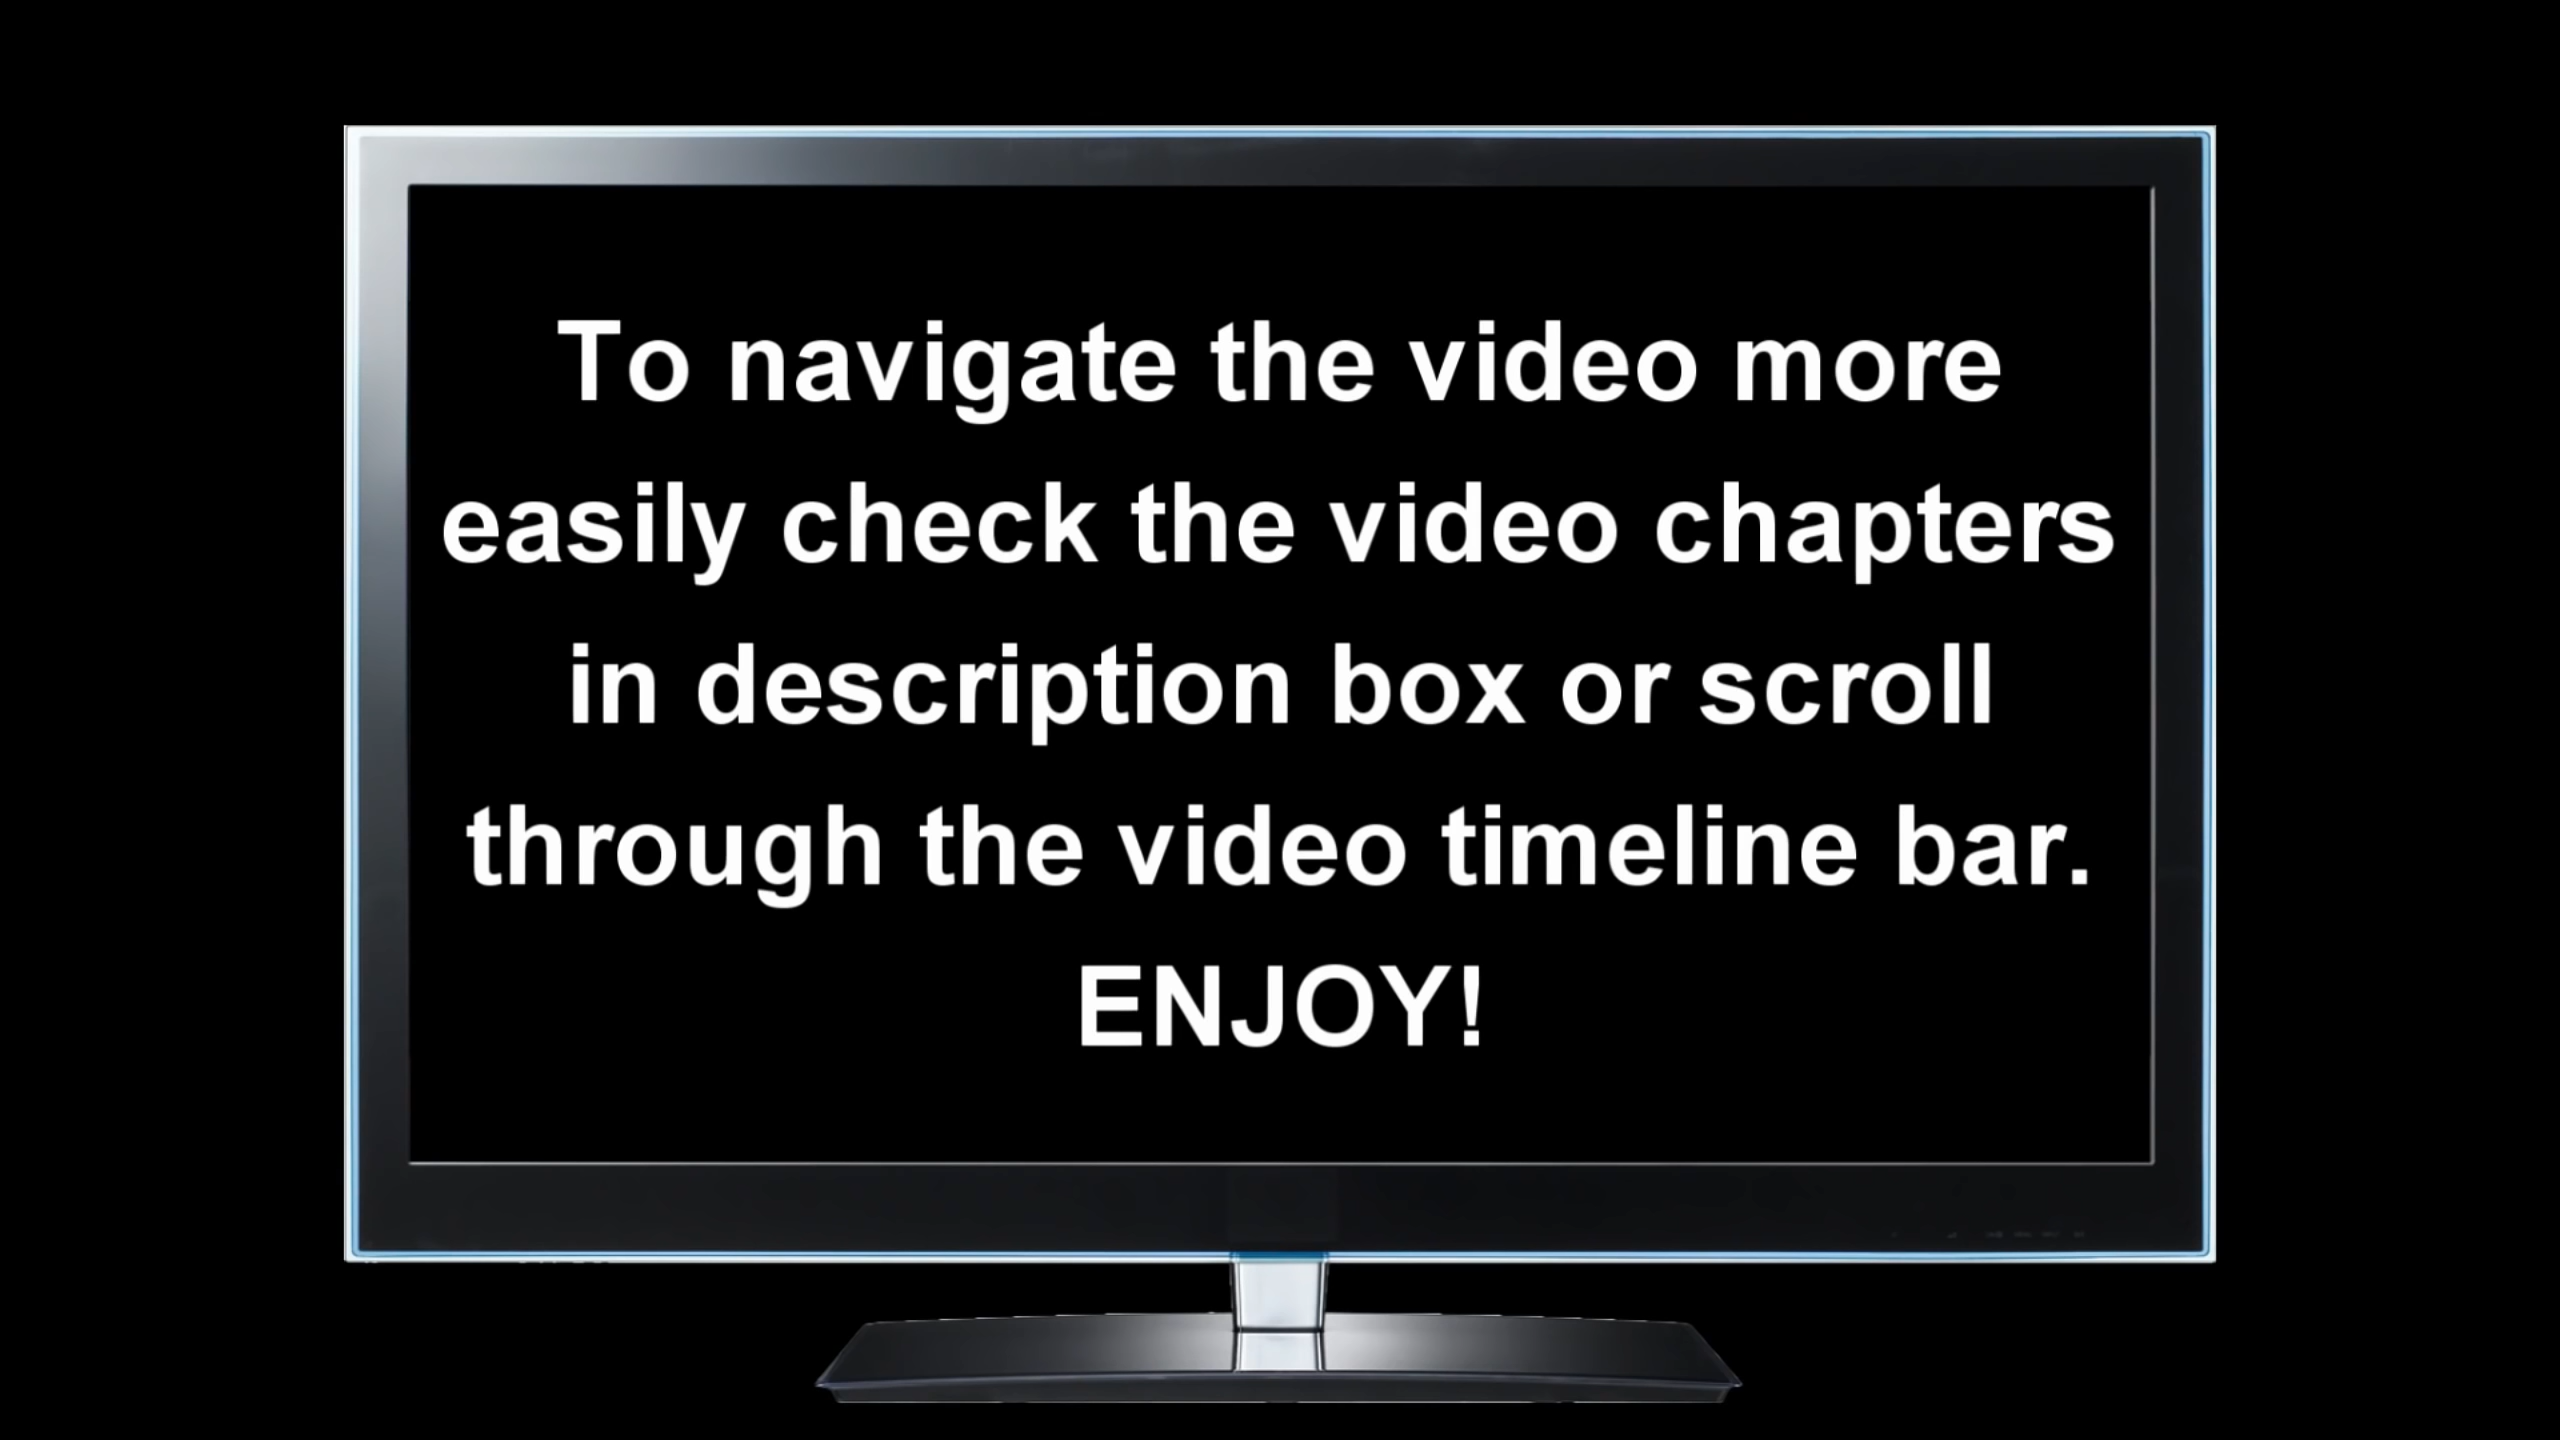 To navigate the video more
easily check the video chapters
in description box or scroll
through the video timeline bar.
ENJOY!